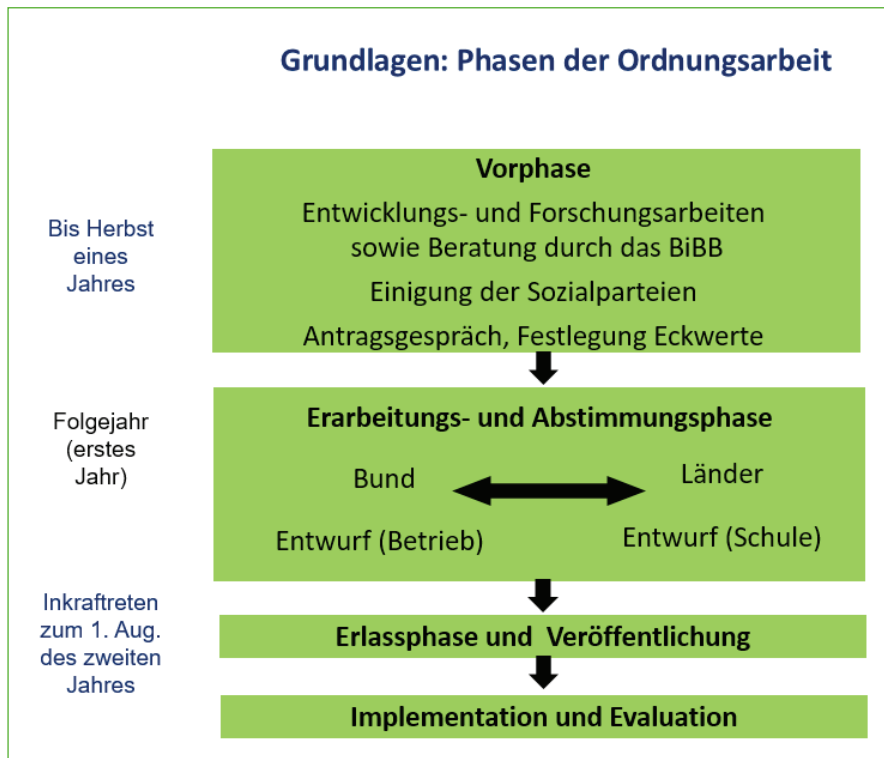 Grundlagen: Phasen der Ordnungsarbeit
Bis Herbst
eines
Jahres
Vorphase
Entwicklungs- und Forschungsarbeiten
sowie Beratung durch das BiBB
Einigung der Sozialparteien
Antragsgespräch, Festlegung Eckwerte
Folgejahr
(erstes
Jahr)
Erarbeitungs- und Abstimmungsphase
Bund
Länder
Entwurf (Betrieb)
Entwurf (Schule)
Inkraftreten
zum 1. Aug.
des zweiten
Jahres
Erlassphase und Veröffentlichung
Implementation und Evaluation